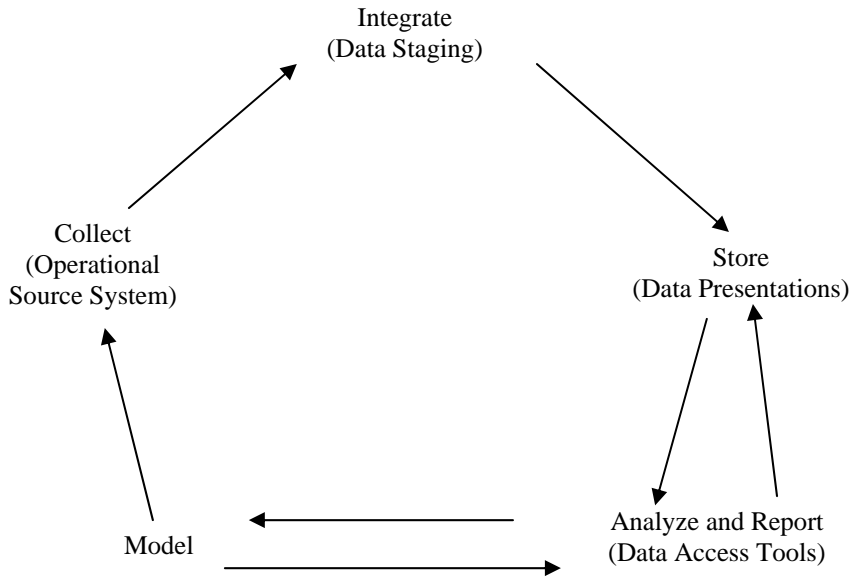 Integrate
(Data Staging)
Collect
(Operational
Source System)
Store
(Data Presentations)
Model
Analyze and Report
(Data Access Tools)